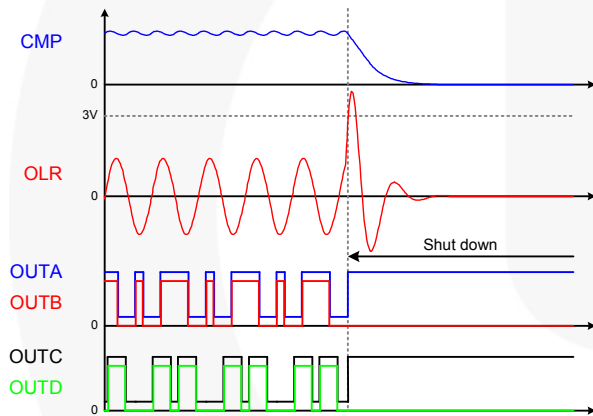 CMP
0
3V
OLR
0
Shut down
OUTA
OUTB
0
OUTC
OUTD
0